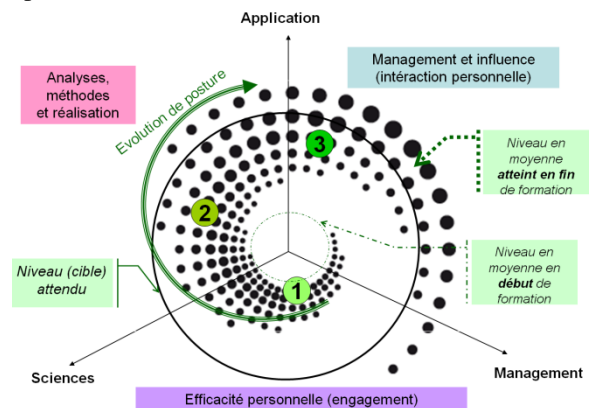 Application
Management et influence
(intéraction personnelle)
Analyses,
méthodes
et réalisation
Evolution de posture
3
Niveau en
moyenne
atteint en fin
de formation
2
Niveau (cible)
attendu
Niveau en
moyenne en
début de
formation
1
Sciences
Management
Efficacité personnelle (engagement)